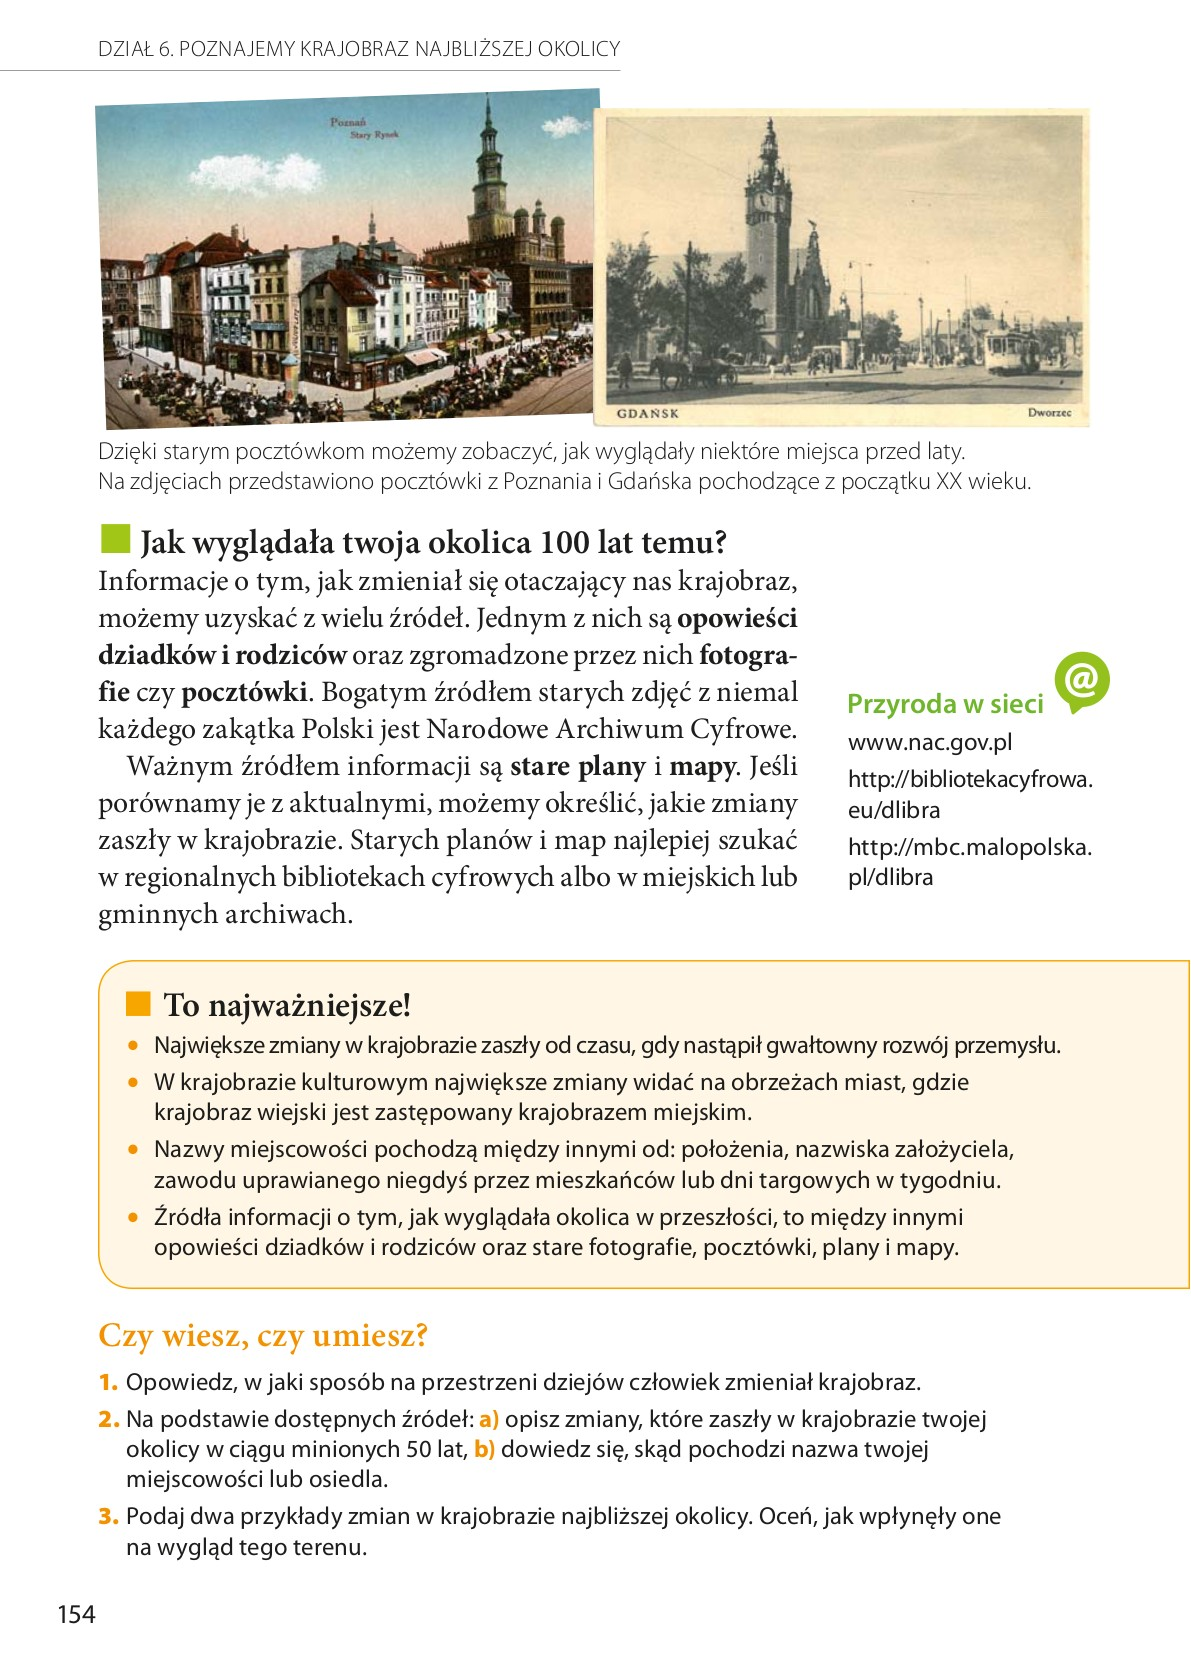 DZIAŁ 6. POZNAJEMY KRAJOBRAZ NAJBLIŻSZEJ OKOLICY
Poznań
Stary Rynek
GDAŃSK
Dworzec
Dzięki starym pocztówkom możemy zobaczyć, jak wyglądały niektóre miejsca przed laty.
Na zdjęciach przedstawiono pocztówki z Poznania i Gdańska pochodzące z początku XX wieku.
Jak wyglądała twoja okolica 100 lat temu?
Informacje o tym, jak zmieniał się otaczający nas krajobraz,
możemy uzyskać z wielu źródeł. Jednym z nich są opowieści
dziadków i rodziców oraz zgromadzone przez nich fotogra-
fie czy pocztówki. Bogatym źródłem starych zdjęć z niemal
każdego zakątka Polski jest Narodowe Archiwum Cyfrowe.
Ważnym źródłem informacji są stare plany i mapy. Jeśli
porównamy je z aktualnymi, możemy określić, jakie zmiany
zaszły w krajobrazie. Starych planów i map najlepiej szukać
w regionalnych bibliotekach cyfrowych albo w miejskich lub
gminnych archiwach.
Przyroda w sieci @
www.nac.gov.pl
http://bibliotekacyfrowa.
eu/dlibra
http://mbc.malopolska.
pl/dlibra
To najważniejsze!
• Największe zmiany w krajobrazie zaszły od czasu, gdy nastąpił gwałtowny rozwój przemysłu.
• W krajobrazie kulturowym największe zmiany widać na obrzeżach miast, gdzie
krajobraz wiejski jest zastępowany krajobrazem miejskim.
• Nazwy miejscowości pochodzą między innymi od: położenia, nazwiska założyciela,
zawodu uprawianego niegdyś przez mieszkańców lub dni targowych w tygodniu.
• Źródła informacji o tym, jak wyglądała okolica w przeszłości, to między innymi
opowieści dziadków i rodziców oraz stare fotografie, pocztówki, plany i mapy.
Czy wiesz, czy umiesz?
1. Opowiedz, w jaki sposób na przestrzeni dziejów człowiek zmieniał krajobraz.
2. Na podstawie dostępnych źródeł: a) opisz zmiany, które zaszły w krajobrazie twojej
okolicy w ciągu minionych 50 lat, b) dowiedz się, skąd pochodzi nazwa twojej
miejscowości lub osiedla.
3. Podaj dwa przykłady zmian w krajobrazie najbliższej okolicy. Oceń, jak wpłynęły one
na wygląd tego terenu.
154